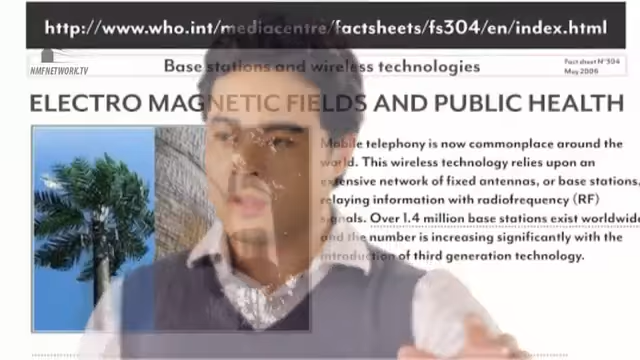 http://www.who.int/mediacentre/factsheets/fs304/en/index.html
NMFNETWORK.TV
Base stations and wireless technologies
Fact sheet N°304
May 2006
ELECTRO MAGNETIC FIELDS AND PUBLIC HEALTH
Mobile telephony is now commonplace around the
world. This wireless technology relies upon an
extensive network of fixed antennas, or base stations,
relaying information with radiofrequency (RF)
signals. Over 1.4 million base stations exist worldwide
and the number is increasing significantly with the
introduction of third generation technology.